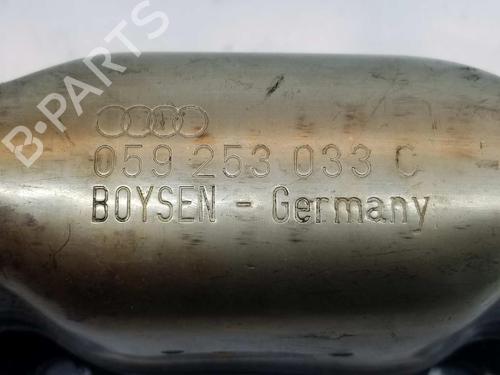 B-PARTS
059 253 033 C
BOYSEN - Germany